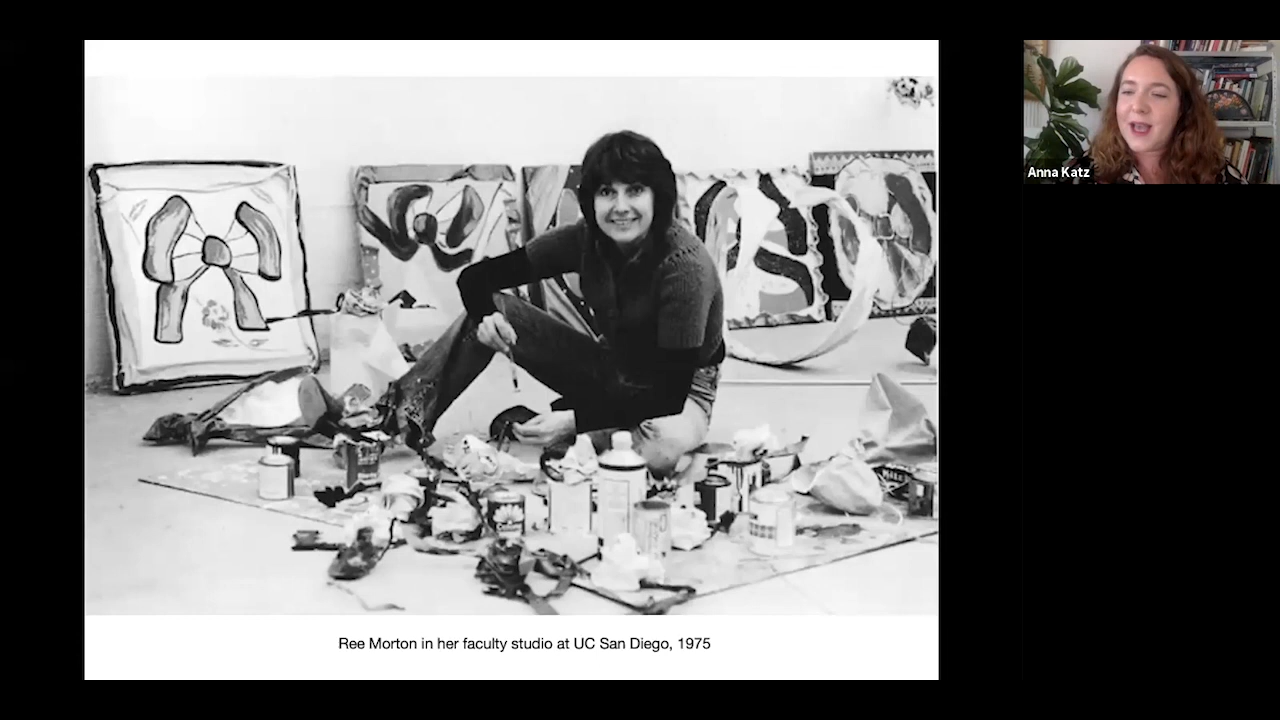 Anna Katz
Ree Morton in her faculty studio at UC San Diego, 1975